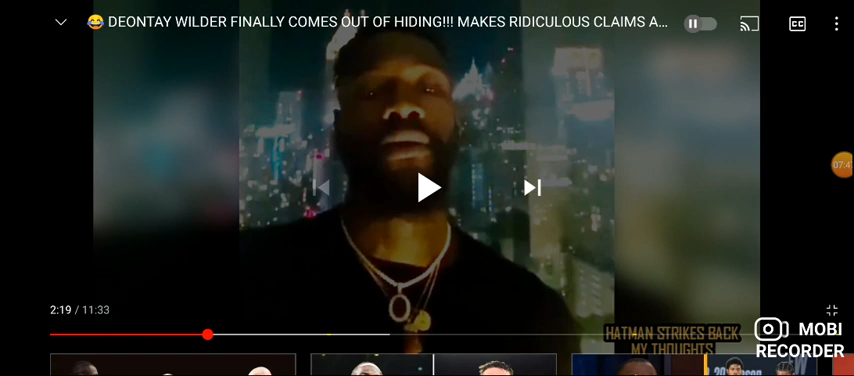 😂 DEONTAY WILDER FINALLY COMES OUT OF HIDING!!! MAKES RIDICULOUS CLAIMS A...
CC
2:19 / 11:33
HATMAN STRIKES BACK
MY THOUGHTS
MOBI
RECORDER